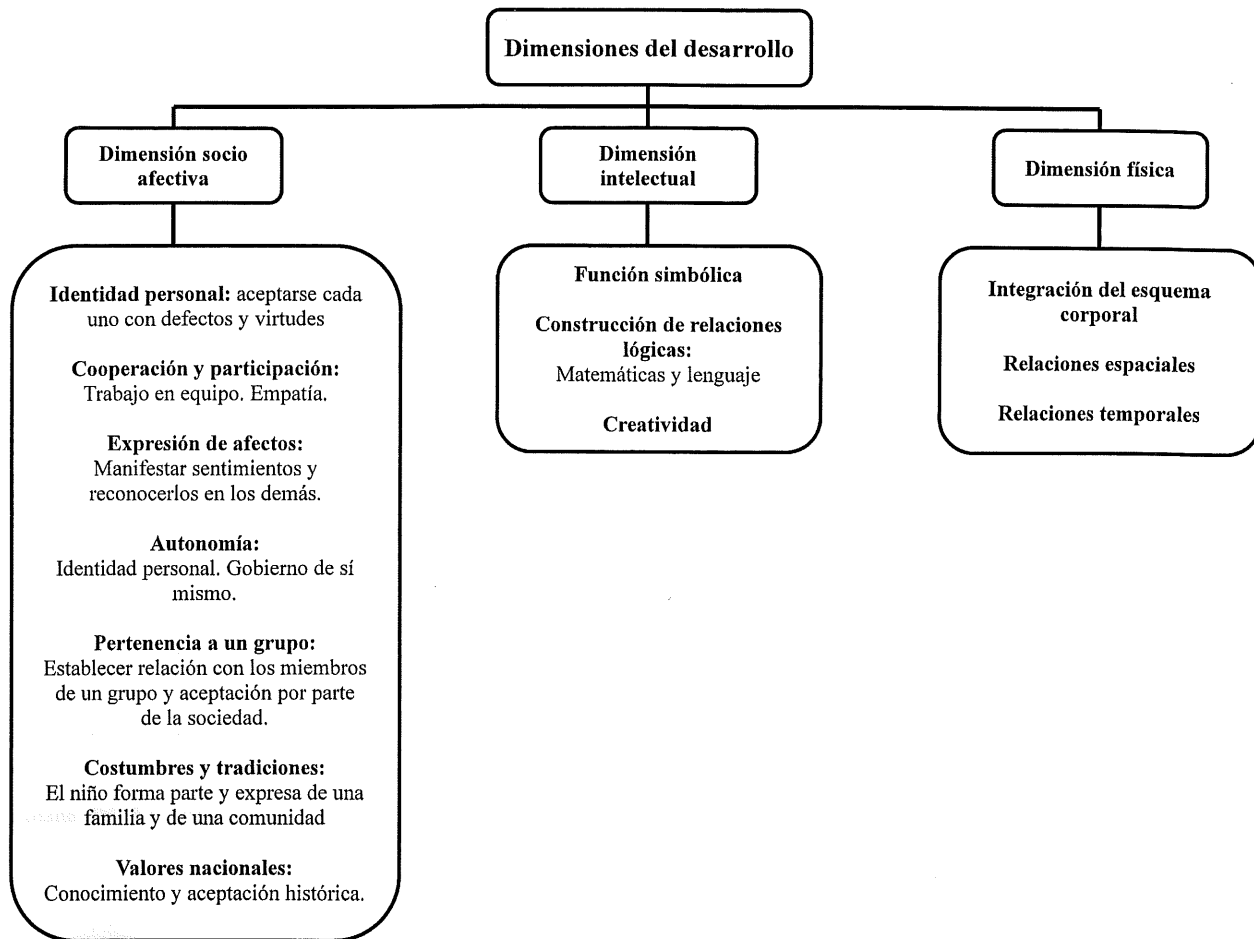 Dimensiones del desarrollo
Dimensión socio
afectiva
Identidad personal: aceptarse cada
uno con defectos y virtudes
Cooperación y participación:
Trabajo en equipo. Empatía.
Expresión de afectos:
Manifestar sentimientos y
reconocerlos en los demás.
Autonomía:
Identidad personal. Gobierno de sí
mismo.
Pertenencia a un grupo:
Establecer relación con los miembros
de un grupo y aceptación por parte
de la sociedad.
Costumbres y tradiciones:
El niño forma parte y expresa de una
familia y de una comunidad
Valores nacionales:
Conocimiento y aceptación histórica.
Dimensión
intelectual
Función simbólica
Construcción de relaciones
lógicas:
Matemáticas y lenguaje
Creatividad
Dimensión física
Integración del esquema
corporal
Relaciones espaciales
Relaciones temporales